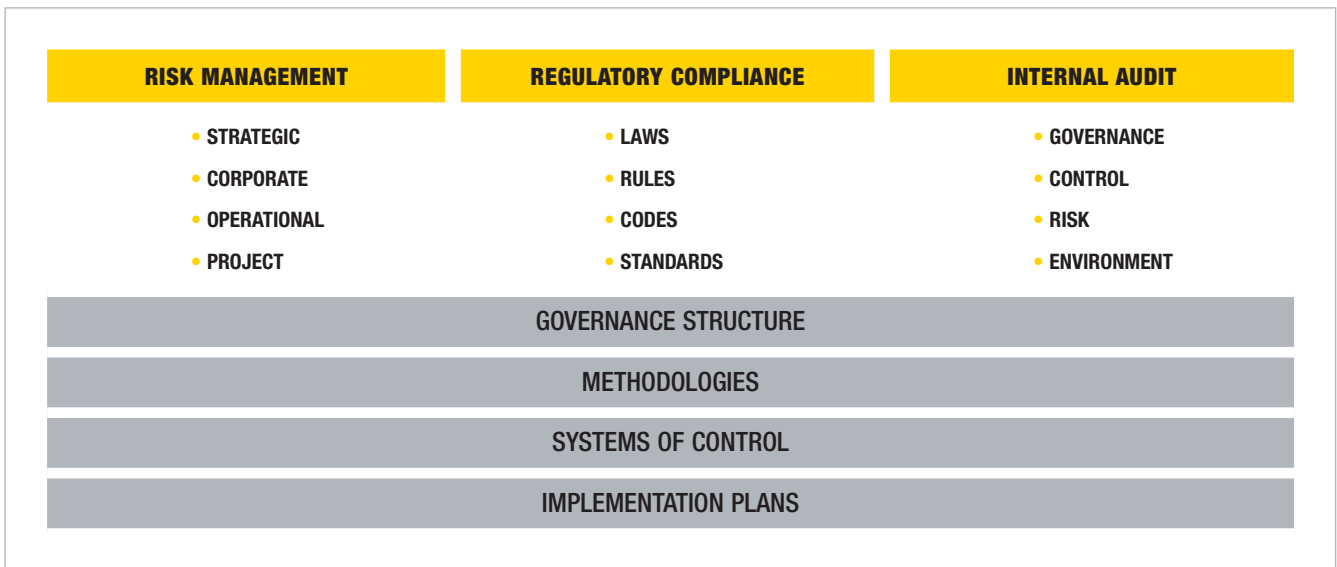 RISK MANAGEMENT
• STRATEGIC
• CORPORATE
• OPERATIONAL
• PROJECT
REGULATORY COMPLIANCE
• LAWS
• RULES
• CODES
• STANDARDS
INTERNAL AUDIT
• GOVERNANCE
• CONTROL
• RISK
• ENVIRONMENT
GOVERNANCE STRUCTURE
METHODOLOGIES
SYSTEMS OF CONTROL
IMPLEMENTATION PLANS